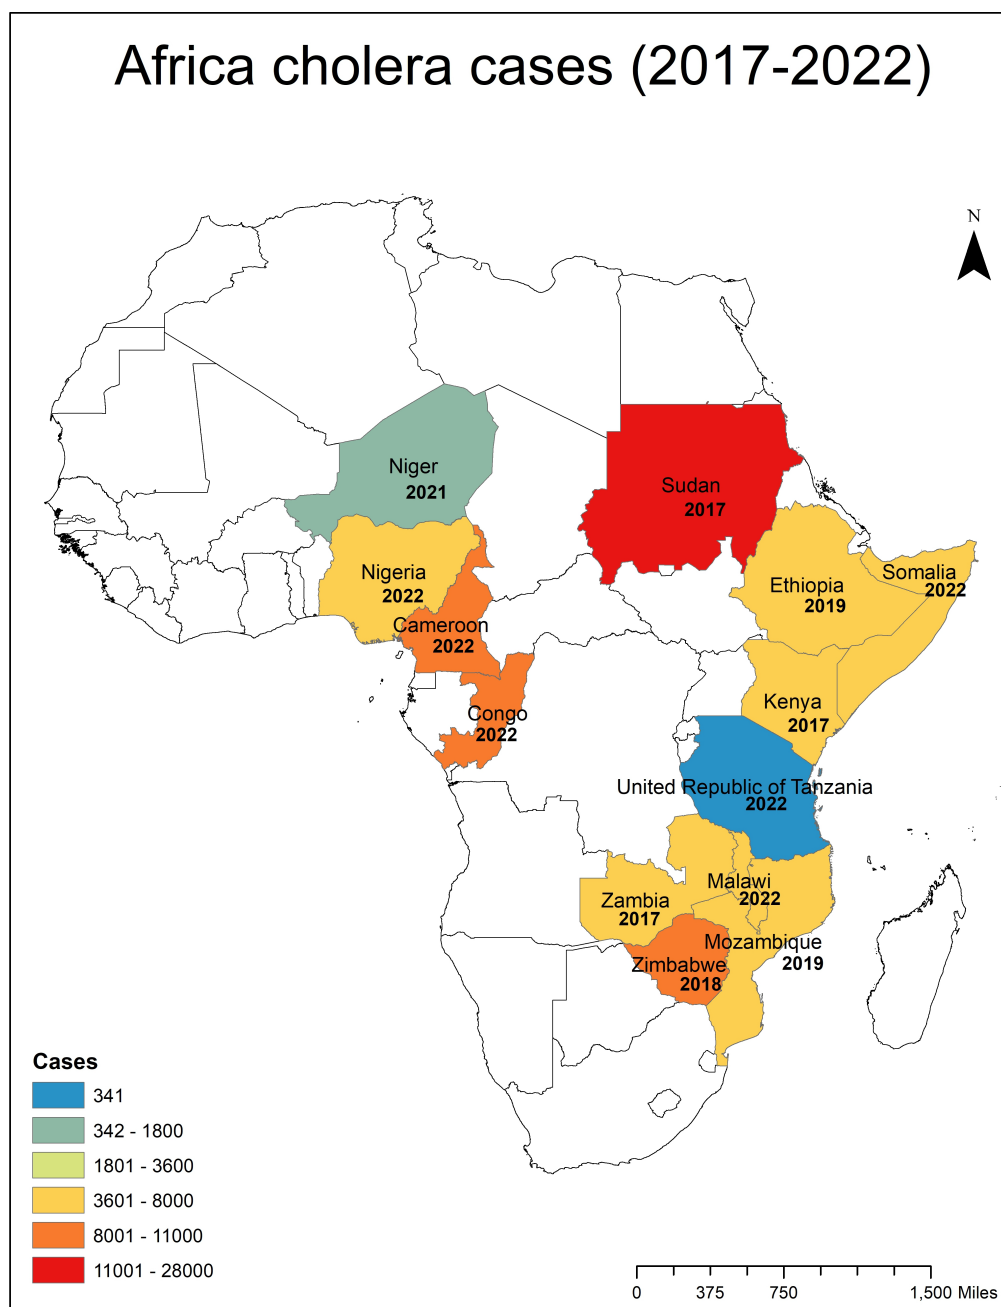 Africa cholera cases (2017-2022)
N
Niger
2021
Sudan
2017
Nigeria
2022
Ethiopia
2019
Somalia
2022
Cameroon
2022
Kenya
2017
Congo
2022
United Republic of Tanzania
2022
Malawi
2022
Zambia
2017
Mozambique
2019
Zimbabwe
2018
Cases
341
342 - 1800
1801 - 3600
3601 - 8000
8001 - 11000
11001 - 28000
0 375 750 1,500 Miles